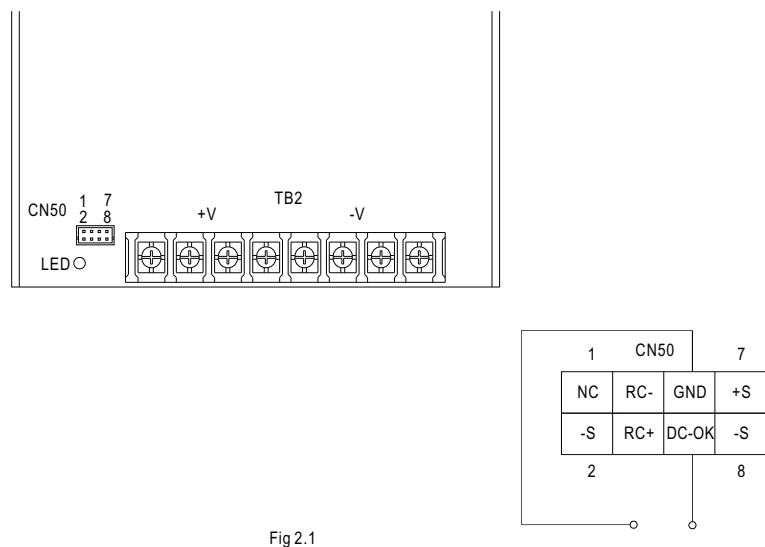 TB2
1 7
CN50 2 8
+V -V
LED
1 CN50 7
NC RC- GND +S
-S RC+ DC-OK -S
2 8
Fig 2.1